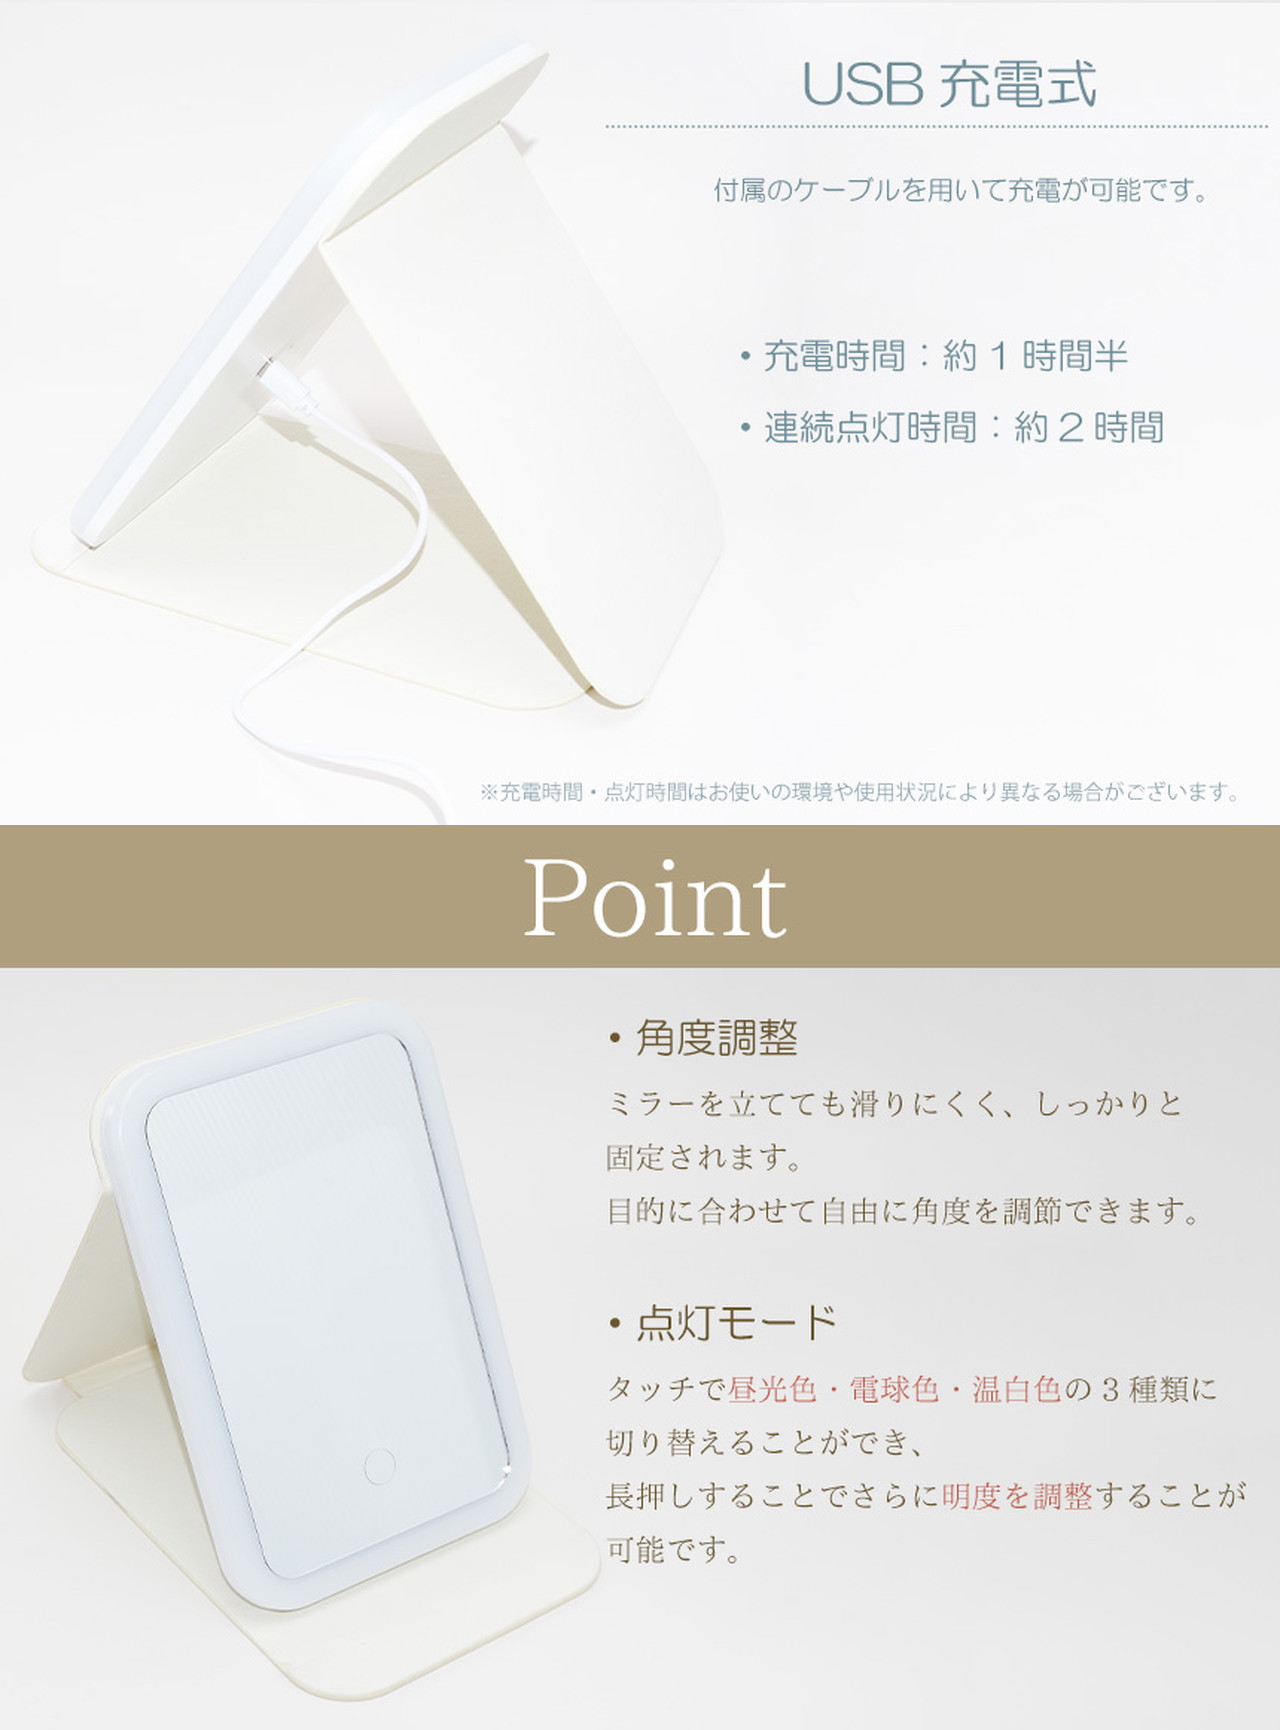 USB 充電式
付属のケーブルを用いて充電が可能です。
・充電時間：約 1 時間半
・連続点灯時間：約 2 時間
※充電時間・点灯時間はお使いの環境や使用状況により異なる場合がございます。
Point
・角度調整
ミラーを立てても滑りにくく、しっかりと
固定されます。
目的に合わせて自由に角度を調節できます。
・点灯モード
タッチで昼光色・電球色・温白色の 3 種類に
切り替えることができ、
長押しすることでさらに明度を調整することが
可能です。